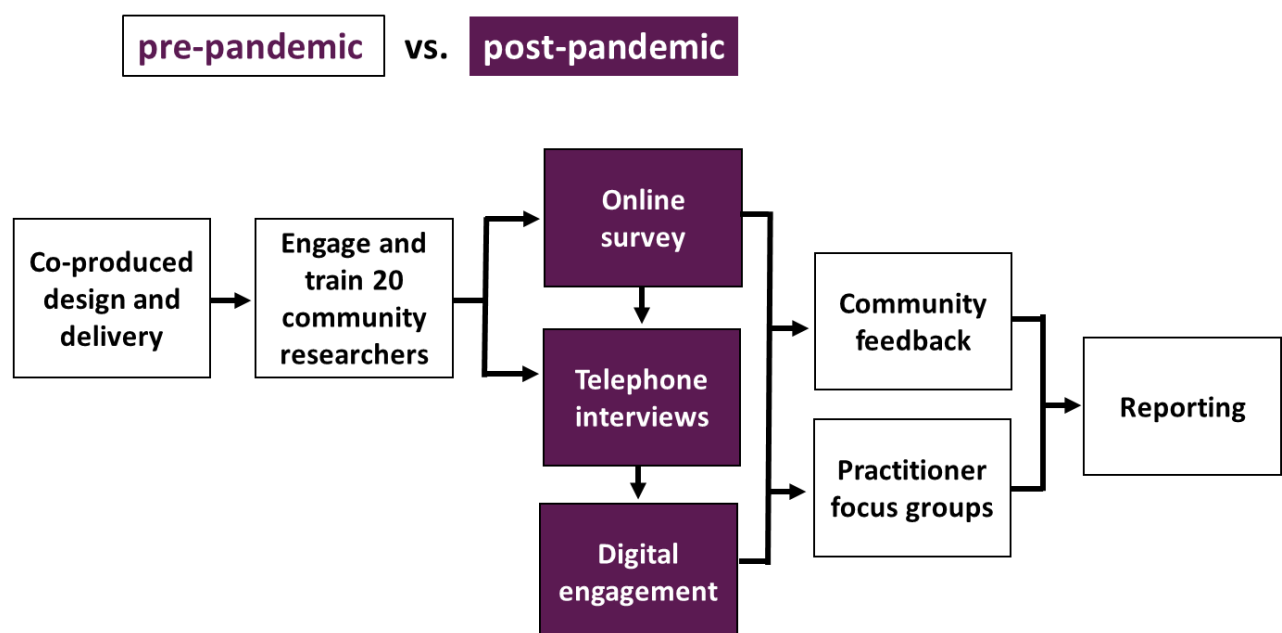 pre-pandemic vs. post-pandemic
Co-produced
design and
delivery
Engage and
train 20
community
researchers
Online
survey
Telephone
interviews
Digital
engagement
Community
feedback
Practitioner
focus groups
Reporting